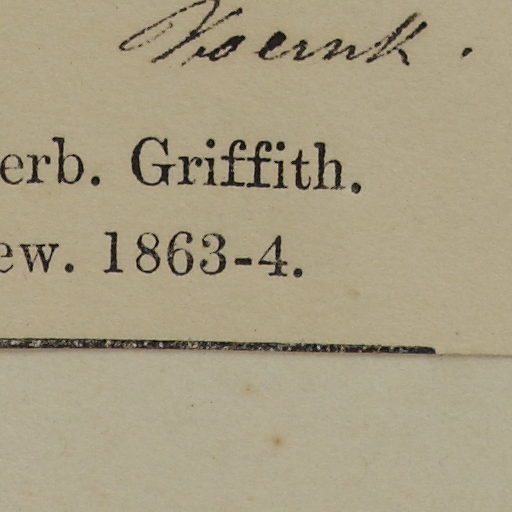 erb. Griffith.
ew. 1863-4.